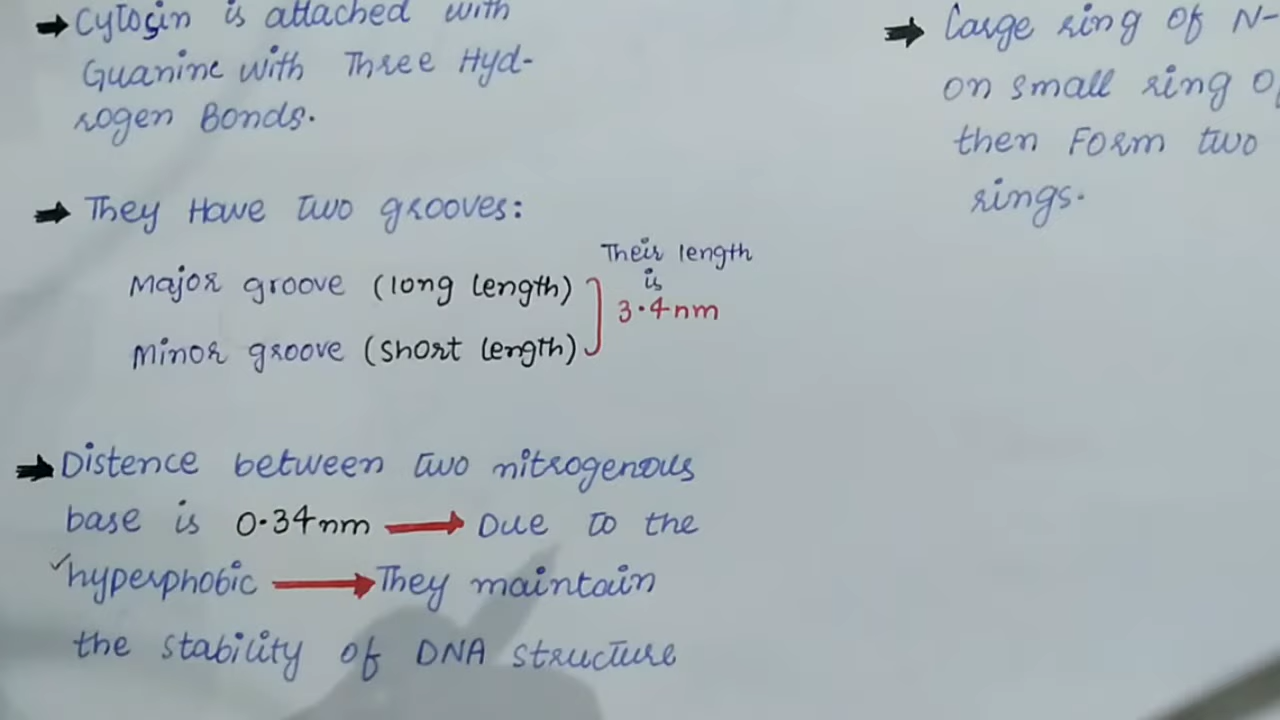 → Cytosin is attached with
Guanine with Three Hyd-
rogen Bonds.
→ They Have two grooves:
Major groove (long length)
Minor groove (short length)
Their length
is
3.4nm
→ Distence between two nitrogenous
base is 0.34nm → Due to the
✓hyperphobic → They maintain
the stability of DNA structure
→ Large ring of N-
on small ring of
then Form two
rings.